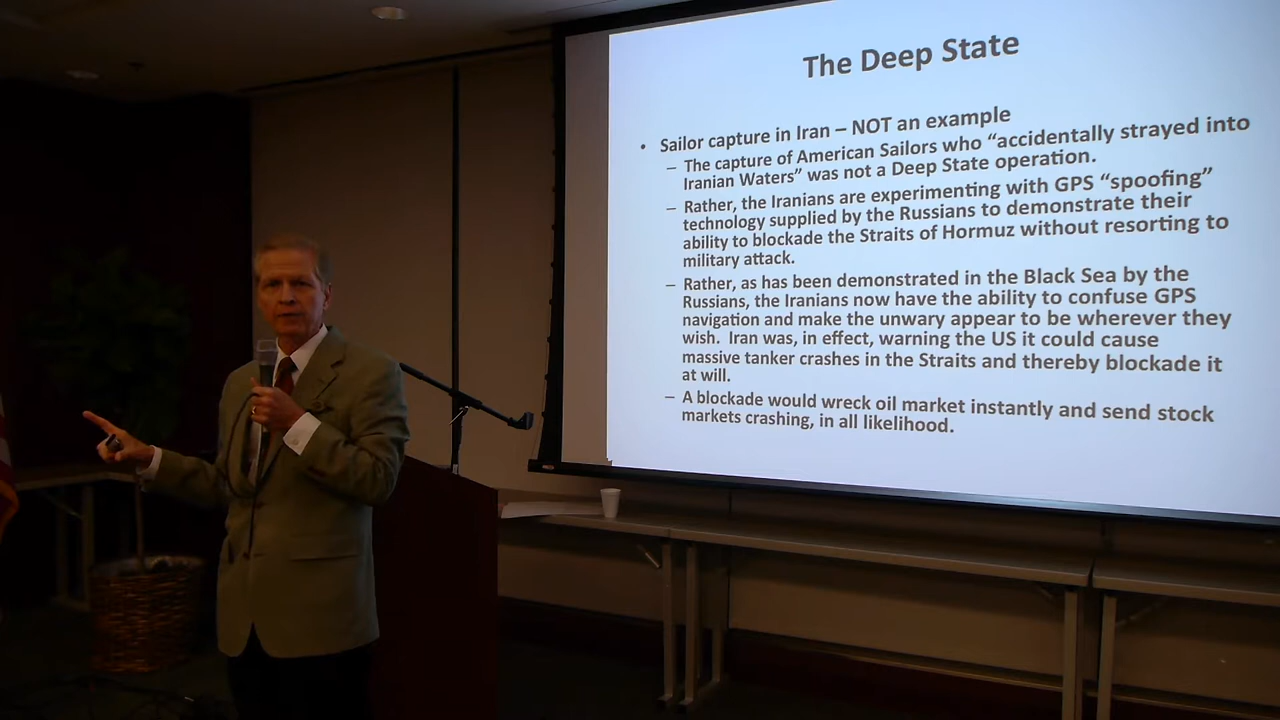 The Deep State
• Sailor capture in Iran – NOT an example
– The capture of American Sailors who “accidentally strayed into
Iranian Waters” was not a Deep State operation.
– Rather, the Iranians are experimenting with GPS “spoofing”
technology supplied by the Russians to demonstrate their
ability to blockade the Straits of Hormuz without resorting to
military attack.
– Rather, as has been demonstrated in the Black Sea by the
Russians, the Iranians now have the ability to confuse GPS
navigation and make the unwary appear to be wherever they
wish.  Iran was, in effect, warning the US it could cause
massive tanker crashes in the Straits and thereby blockade it
at will.
– A blockade would wreck oil market instantly and send stock
markets crashing, in all likelihood.